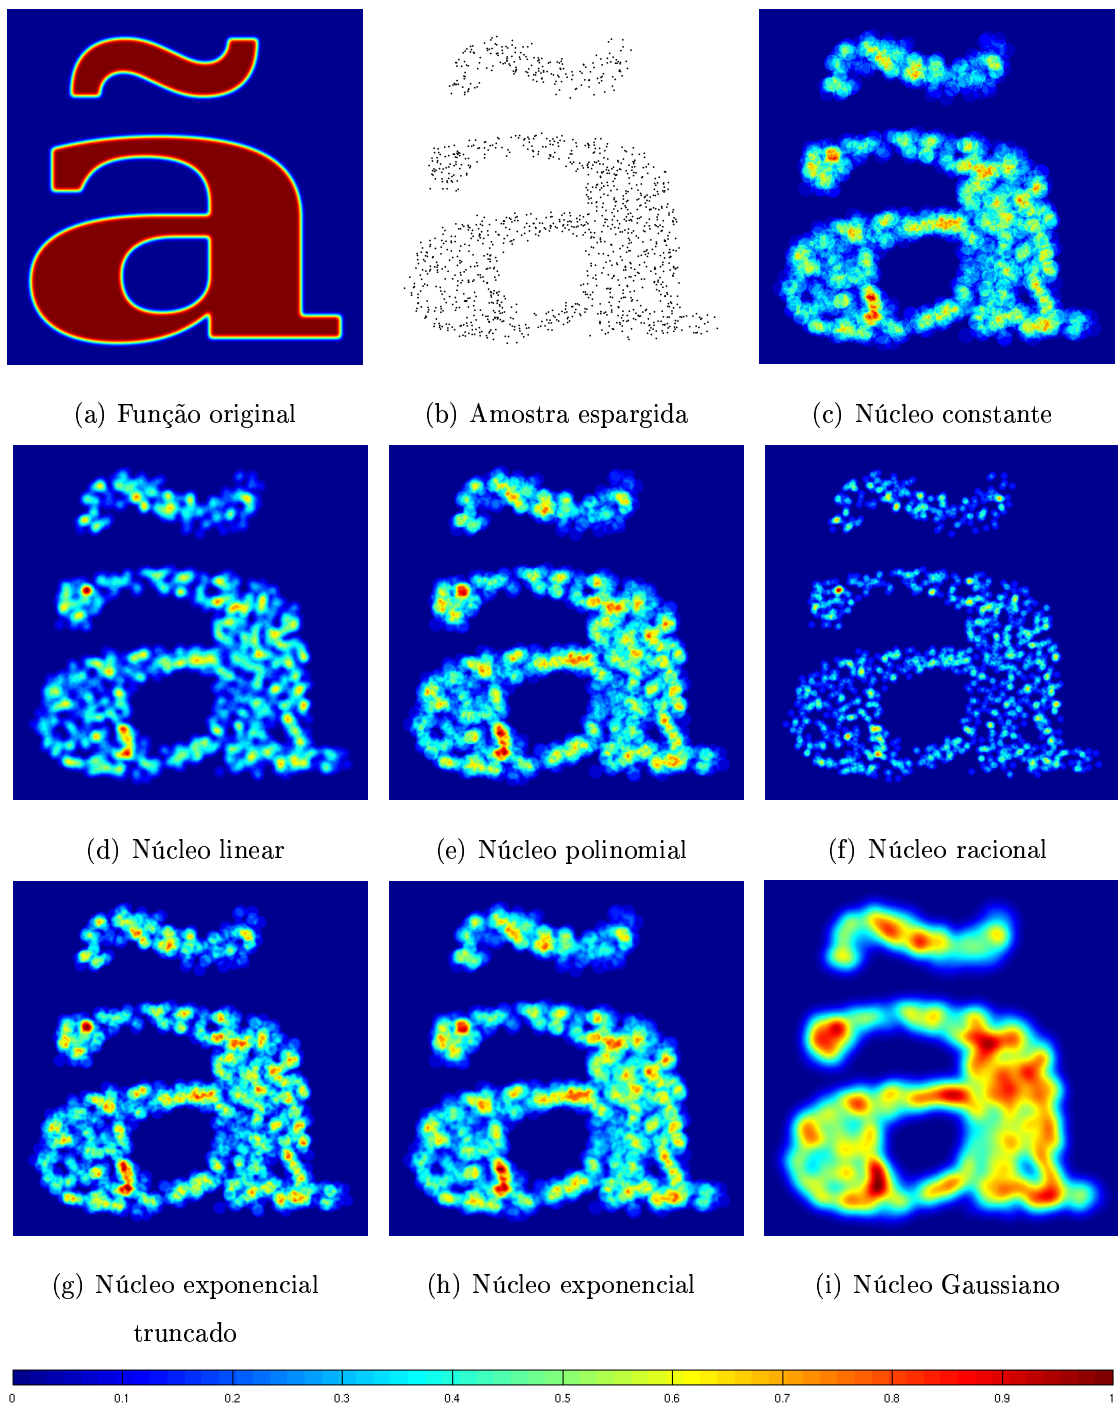 ã
(a) Função original
(b) Amostra espargida
(c) Núcleo constante
(d) Núcleo linear
(e) Núcleo polinomial
(f) Núcleo racional
(g) Núcleo exponencial
truncado
(h) Núcleo exponencial
(i) Núcleo Gaussiano
0 0.1 0.2 0.3 0.4 0.5 0.6 0.7 0.8 0.9 1